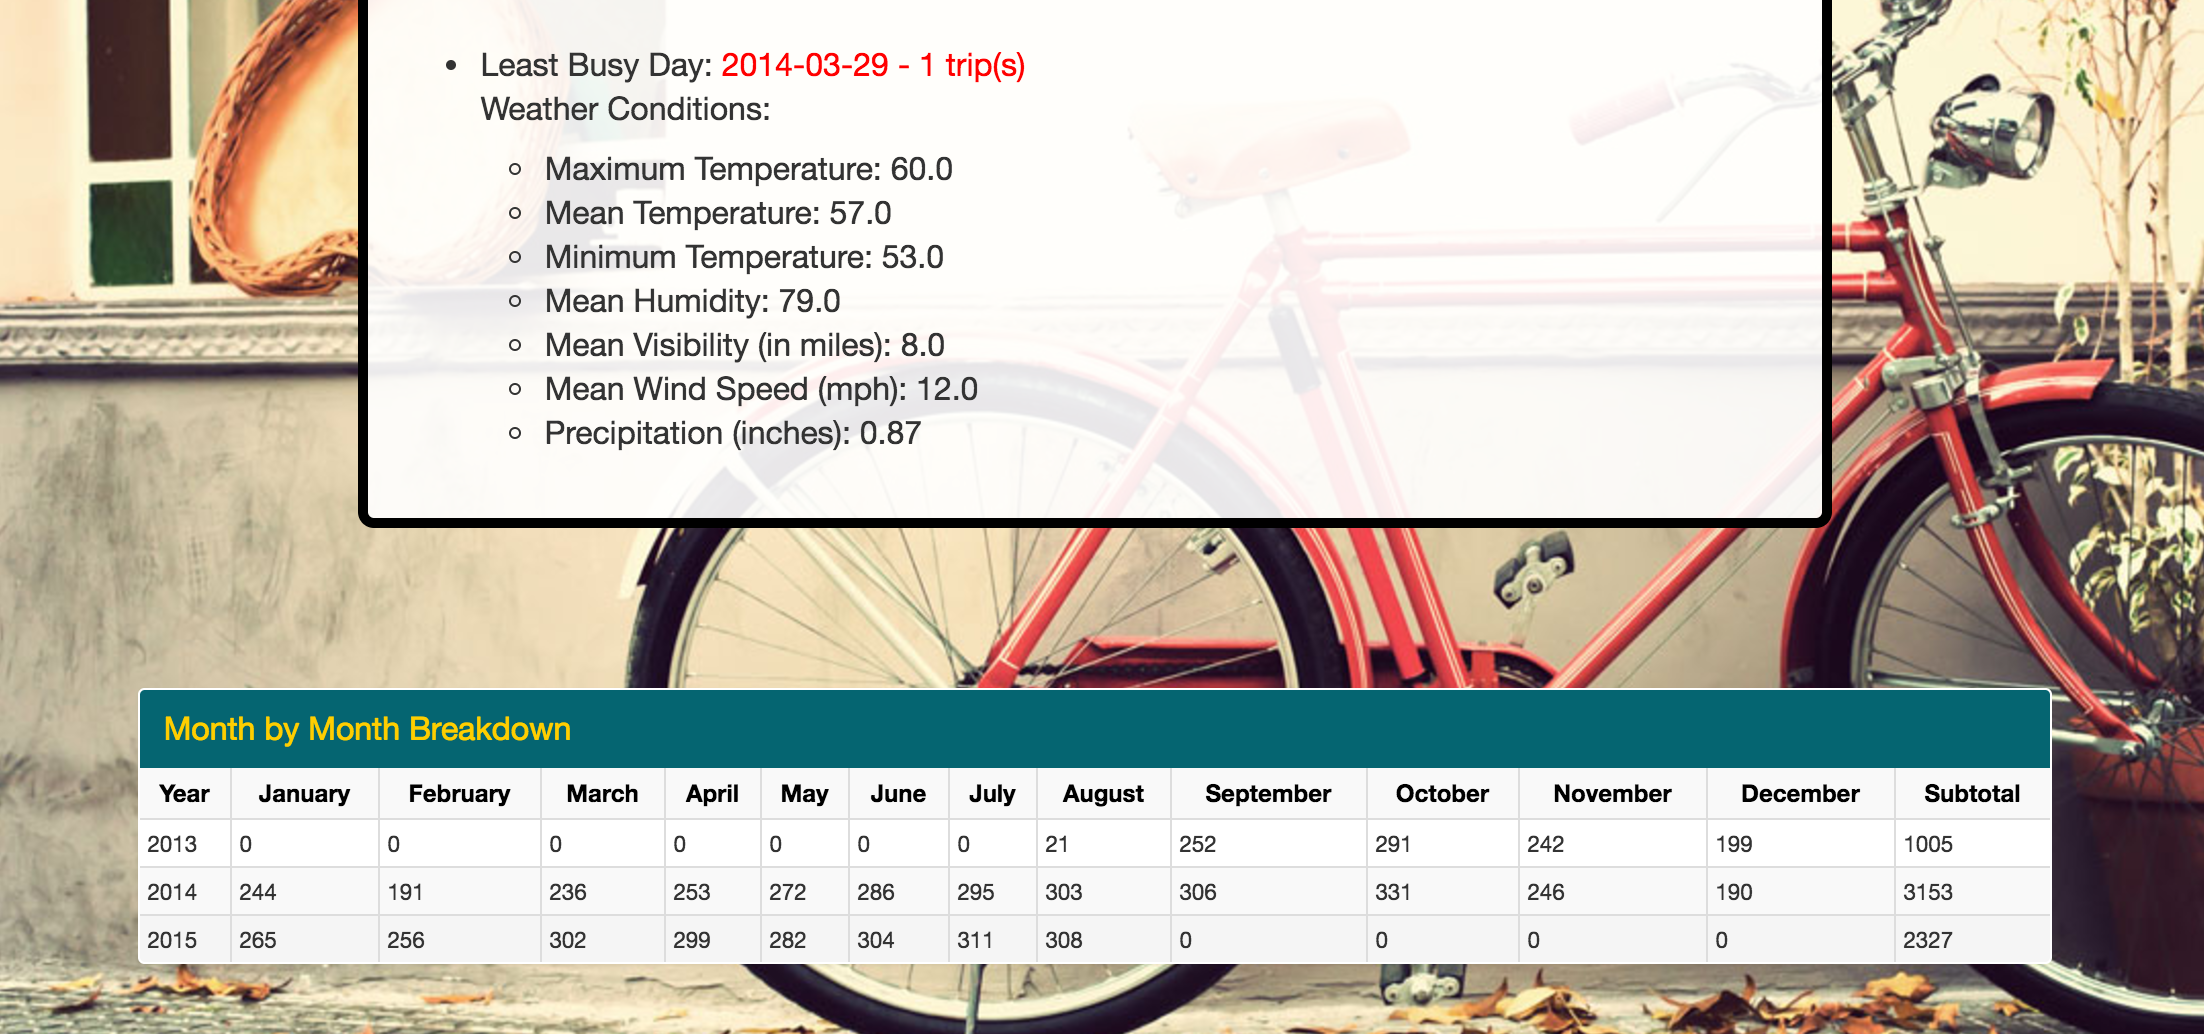 Least Busy Day: 2014-03-29 - 1 trip(s)
Weather Conditions:
Maximum Temperature: 60.0
Mean Temperature: 57.0
Minimum Temperature: 53.0
Mean Humidity: 79.0
Mean Visibility (in miles): 8.0
Mean Wind Speed (mph): 12.0
Precipitation (inches): 0.87
Month by Month Breakdown
Year January February March April May June July August September October November December Subtotal
2013 0 0 0 0 0 0 0 21 252 291 242 199 1005
2014 244 191 236 253 272 286 295 303 306 331 246 190 3153
2015 265 256 302 299 282 304 311 308 0 0 0 0 2327